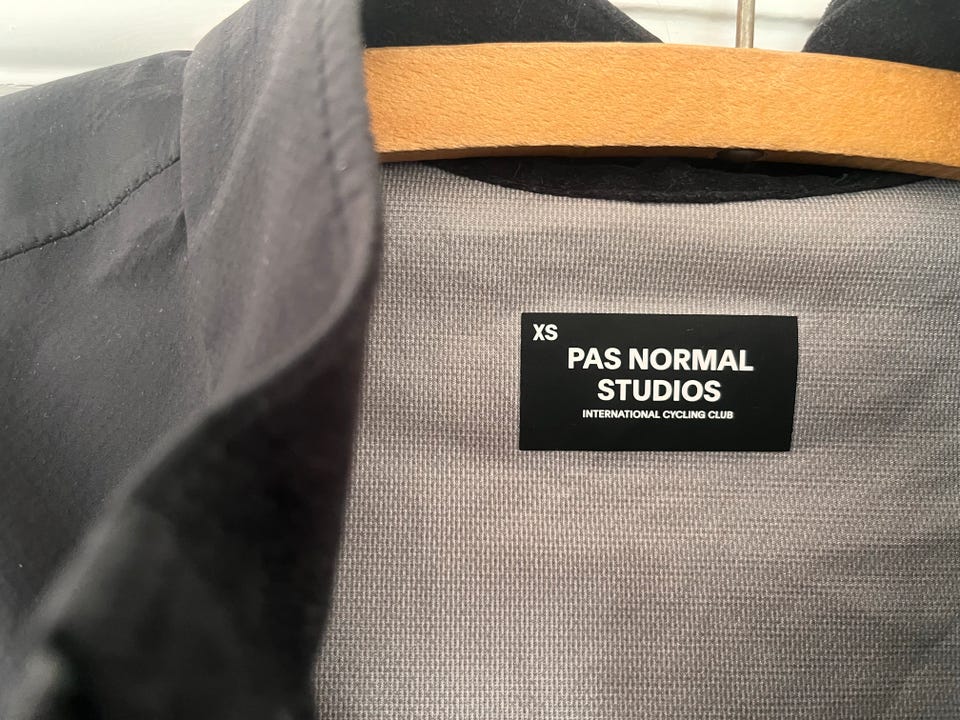 XS
PAS NORMAL
STUDIOS
INTERNATIONAL CYCLING CLUB